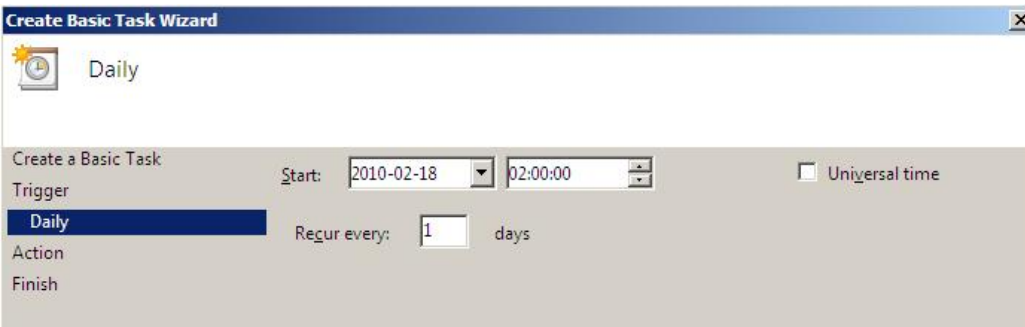 Create Basic Task Wizard
Daily
Create a Basic Task
Trigger
Daily
Action
Finish
Start: 2010-02-18 02:00:00 Universal time
Recur every: 1 days